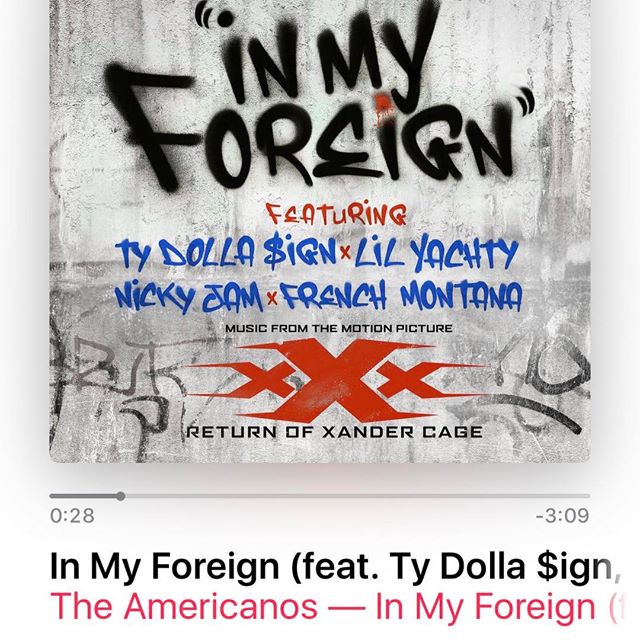 "IN MY
FOREIGN"
FEATURING
TY DOLLA $IGN x LIL YACHTY
NICKY JAM x FRENCH MONTANA
MUSIC FROM THE MOTION PICTURE
xXx
RETURN OF XANDER CAGE
0:28 -3:09
In My Foreign (feat. Ty Dolla $ign,
The Americanos — In My Foreign (f